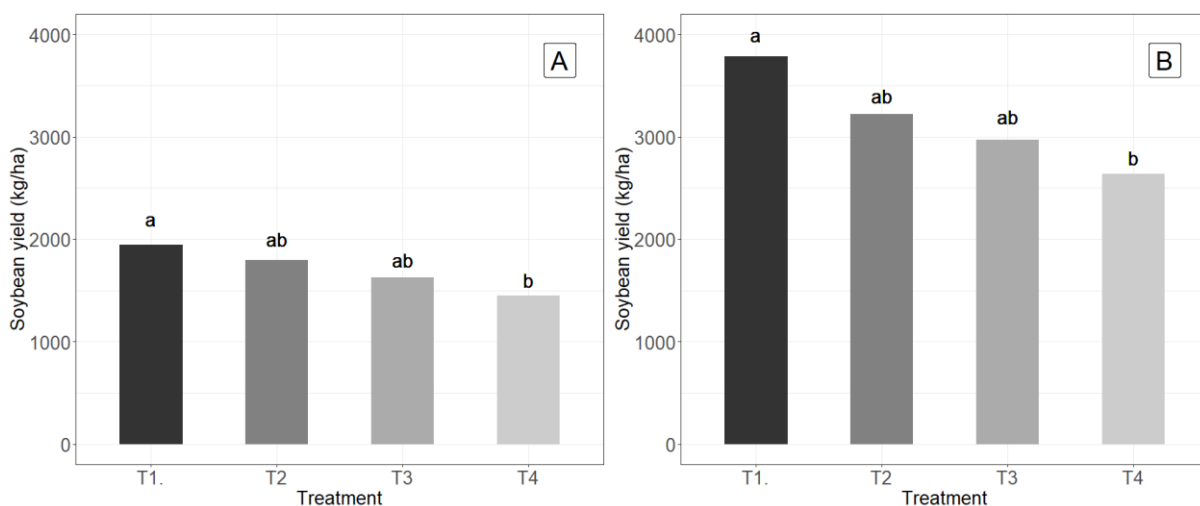 A
4000
3000
2000
1000
0
Soybean yield (kg/ha)
a
ab
ab
b
T1.
T2
T3
T4
Treatment
B
4000
3000
2000
1000
0
Soybean yield (kg/ha)
a
ab
ab
b
T1.
T2
T3
T4
Treatment